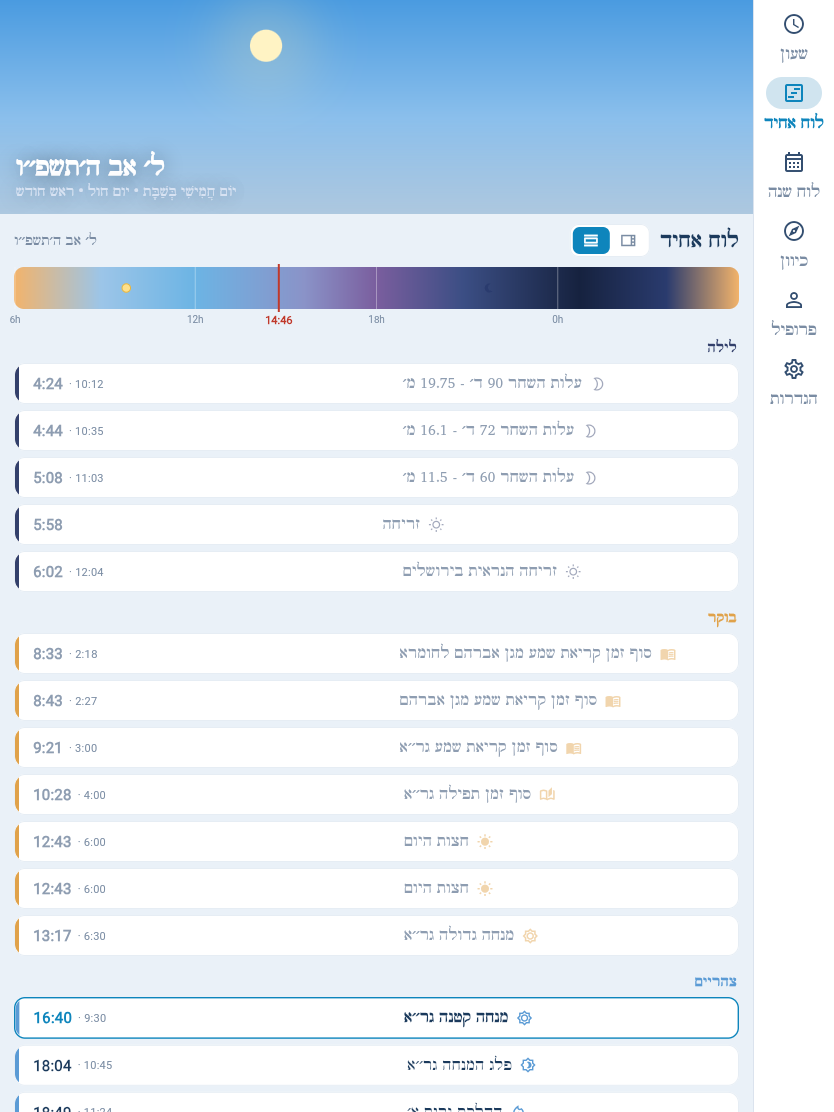 שעון
לוח אחיד
לוח שנה
כיוון
פרופיל
הגדרות
ל׳ אב ה׳תשפ״ו
יוֹם חֲמִישִׁי בְּשַׁבָּת • יום חול • ראש חודש
לוח אחיד
ל׳ אב ה׳תשפ״ו
6h 12h 14:46 18h 0h
לילה
עלות השחר 90 ד׳ - 19.75 מ׳ 4:24 · 10:12
עלות השחר 72 ד׳ - 16.1 מ׳ 4:44 · 10:35
עלות השחר 60 ד׳ - 11.5 מ׳ 5:08 · 11:03
זריחה 5:58
זריחה הנראית בירושלים 6:02 · 12:04
בוקר
סוף זמן קריאת שמע מגן אברהם לחומרא 8:33 · 2:18
סוף זמן קריאת שמע מגן אברהם 8:43 · 2:27
סוף זמן קריאת שמע גר״א 9:21 · 3:00
סוף זמן תפילה גר״א 10:28 · 4:00
חצות היום 12:43 · 6:00
חצות היום 12:43 · 6:00
מנחה גדולה גר״א 13:17 · 6:30
צהריים
מנחה קטנה גר״א 16:40 · 9:30
פלג המנחה גר״א 18:04 · 10:45
18:49 · 11:24